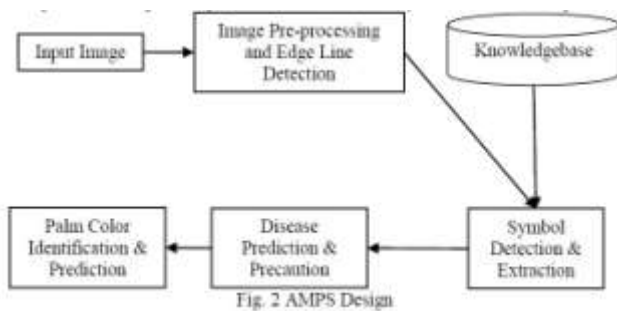 Input Image
Image Pre-processing
and Edge Line
Detection
Knowledgebase
Palm Color
Identification &
Prediction
Disease
Prediction &
Precaution
Symbol
Detection &
Extraction
Fig. 2 AMPS Design